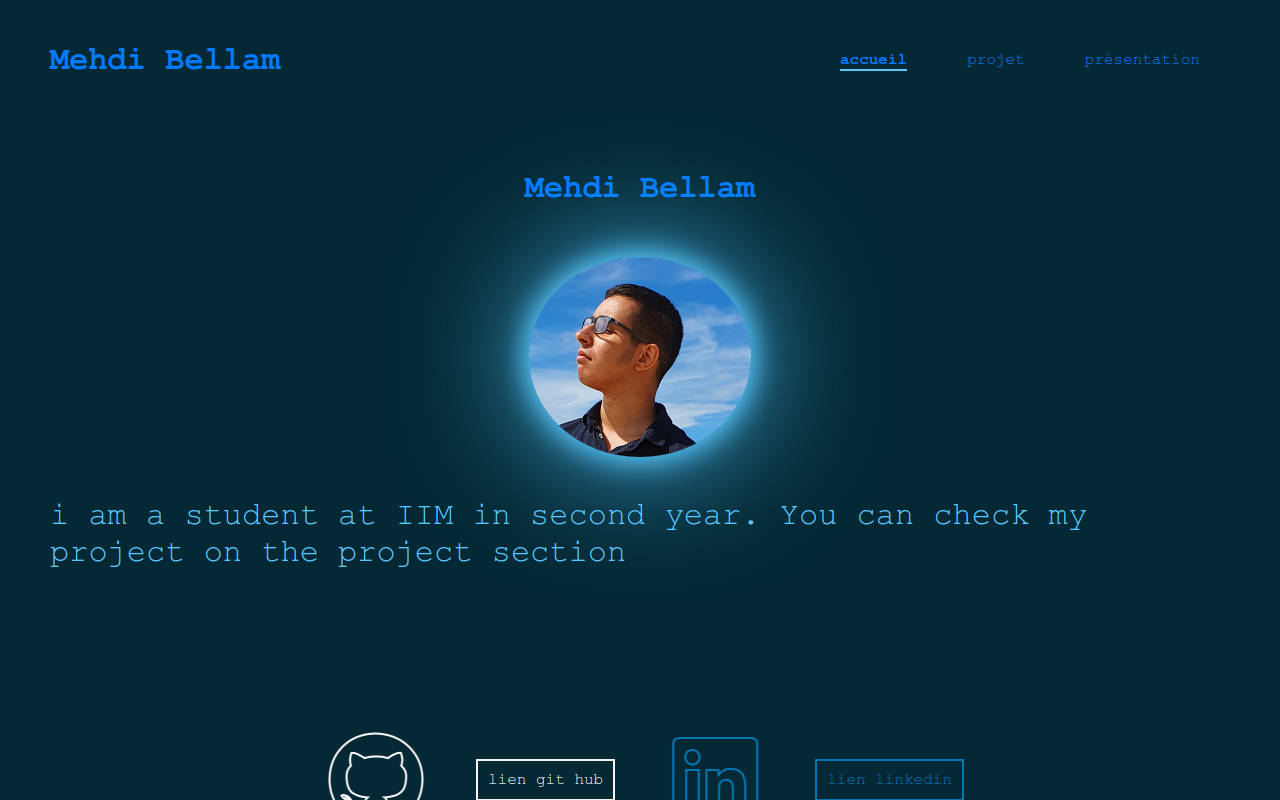 Mehdi Bellam
accueil projet présentation
Mehdi Bellam
i am a student at IIM in second year. You can check my
project on the project section
in
lien git hub
lien linkedin